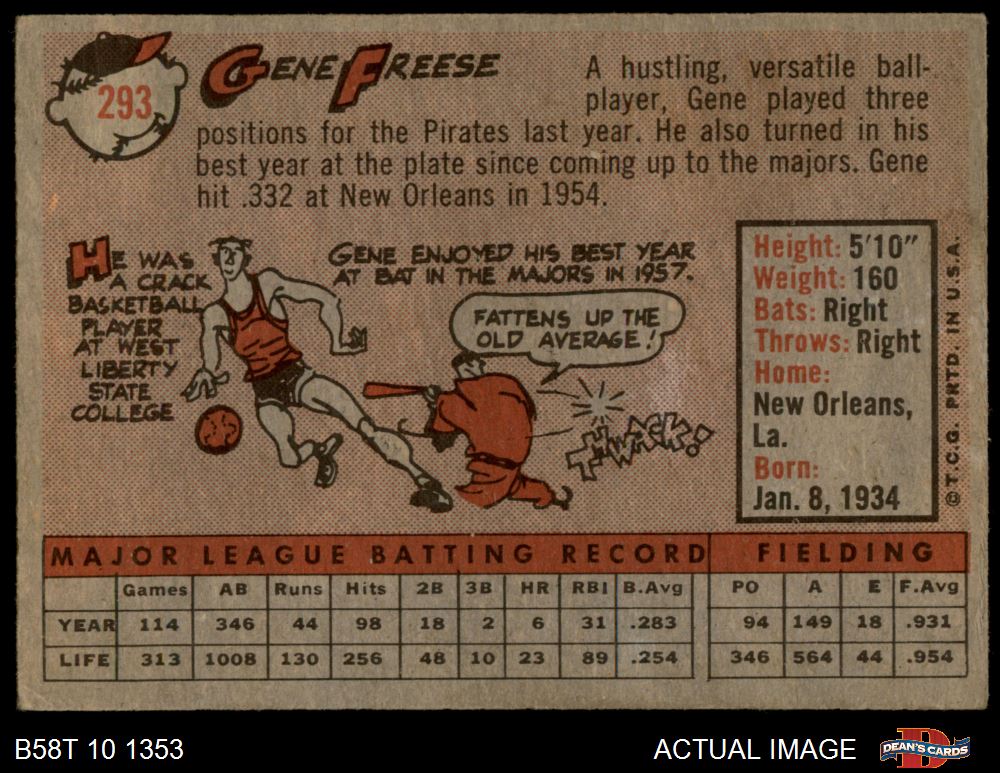 293
GENE FREESE
A hustling, versatile ball-
player, Gene played three
positions for the Pirates last year. He also turned in his
best year at the plate since coming up to the majors. Gene
hit .332 at New Orleans in 1954.
HE WAS
A CRACK
BASKETBALL
PLAYER
AT WEST
LIBERTY
STATE
COLLEGE
GENE ENJOYED HIS BEST YEAR
AT BAT IN THE MAJORS IN 1957.
FATTENS UP THE
OLD AVERAGE!
THWACK!
Height: 5'10"
Weight: 160
Bats: Right
Throws: Right
Home:
New Orleans,
La.
Born:
Jan. 8, 1934
©T.C.G. PRTD. IN U.S.A.
MAJOR LEAGUE BATTING RECORD FIELDING
Games AB Runs Hits 2B 3B HR RBI B.Avg PO A E F.Avg
YEAR 114 346 44 98 18 2 6 31 .283 94 149 18 .931
LIFE 313 1008 130 256 48 10 23 89 .254 346 564 44 .954
B58T 10 1353
ACTUAL IMAGE
DEAN'S CARDS